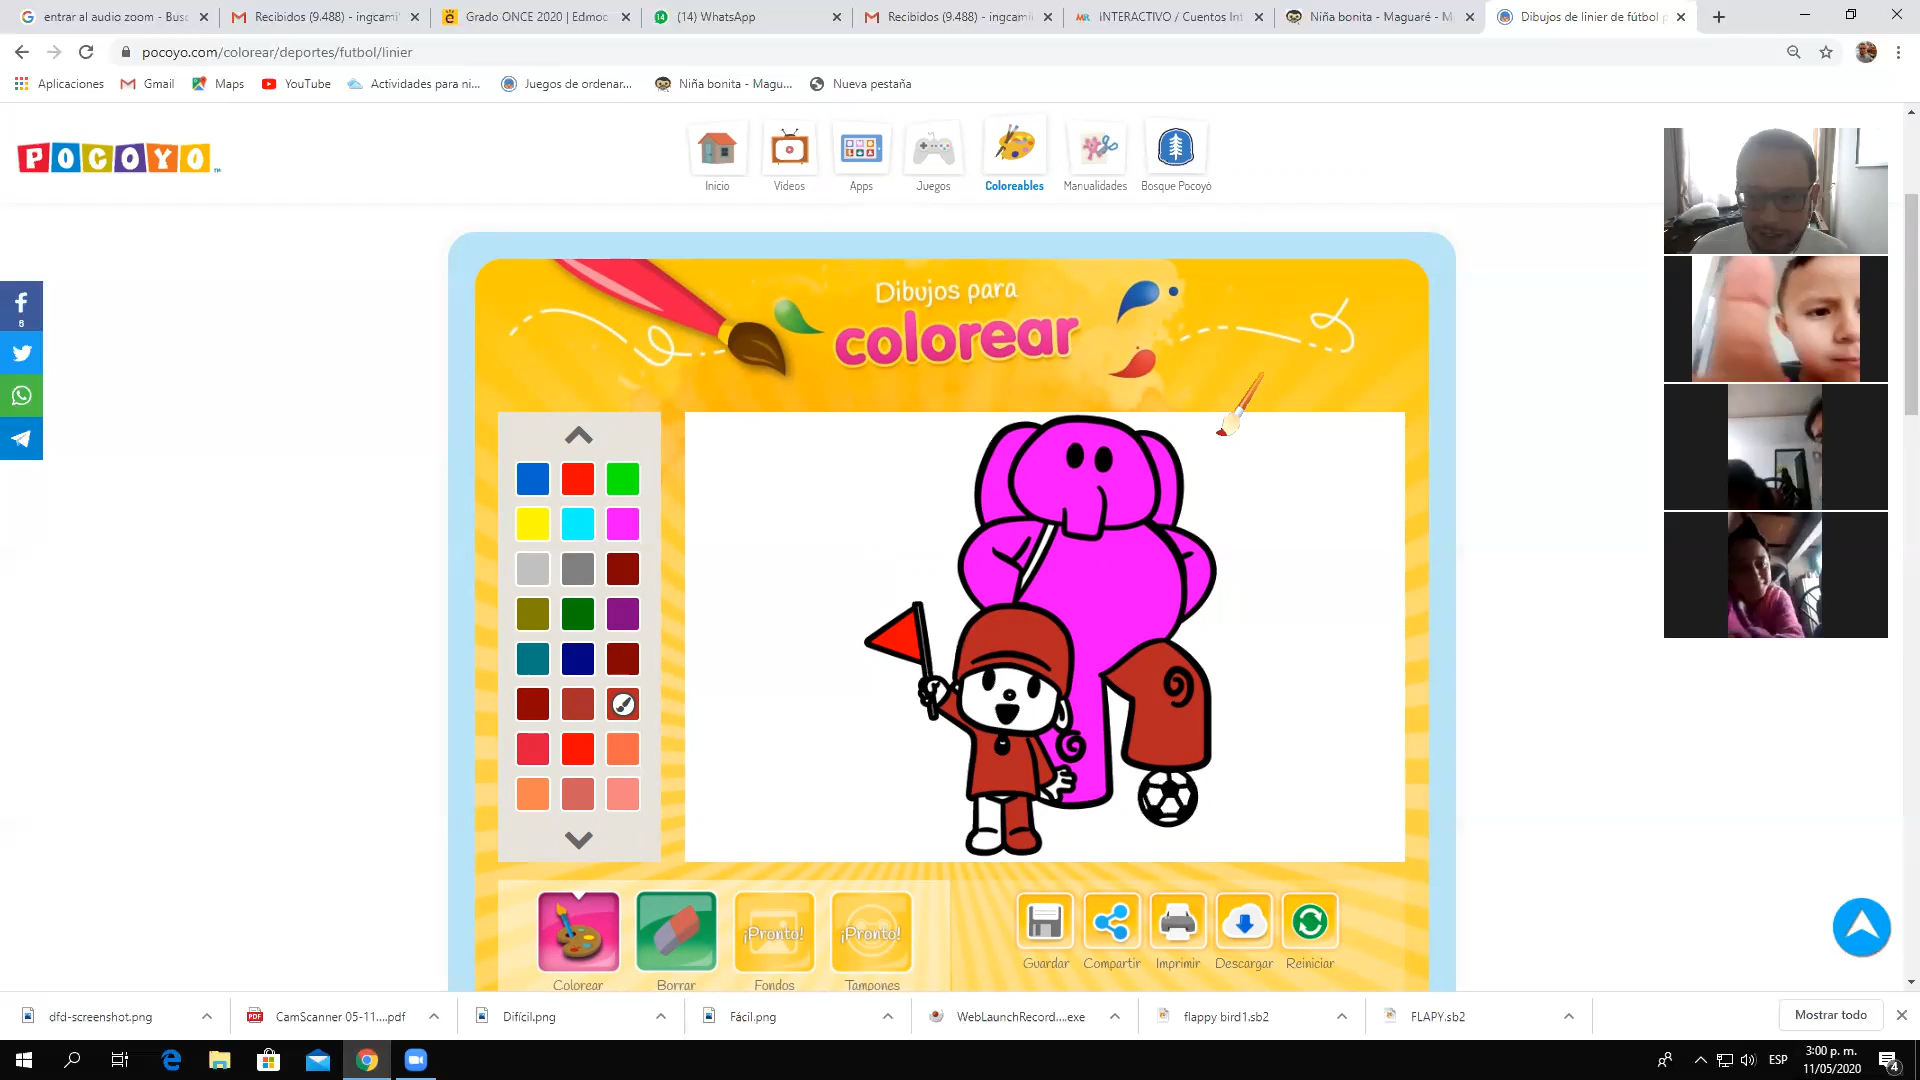 entrar al audio zoom - Bus
Recibidos (9.488) - ingcami
Grado ONCE 2020 | Edmoc
(14) WhatsApp
Recibidos (9.488) - ingcami
INTERACTIVO / Cuentos Int
Niña bonita - Maguaré - M
Dibujos de linier de fútbol p
pocoyo.com/colorear/deportes/futbol/linier
Aplicaciones
Gmail
Maps
YouTube
Actividades para ni...
Juegos de ordenar...
Niña bonita - Magu...
Nueva pestaña
POCOYO
Inicio
Videos
Apps
Juegos
Coloreables
Manualidades
Bosque Pocoyó
8
Dibujos para
colorear
¡Pronto!
¡Pronto!
Colorear
Borrar
Fondos
Tampones
Guardar
Compartir
Imprimir
Descargar
Reiniciar
dfd-screenshot.png
CamScanner 05-11....pdf
Difícil.png
Fácil.png
WebLaunchRecord....exe
flappy bird1.sb2
FLAPY.sb2
Mostrar todo
ESP
3:00 p. m.
11/05/2020
4